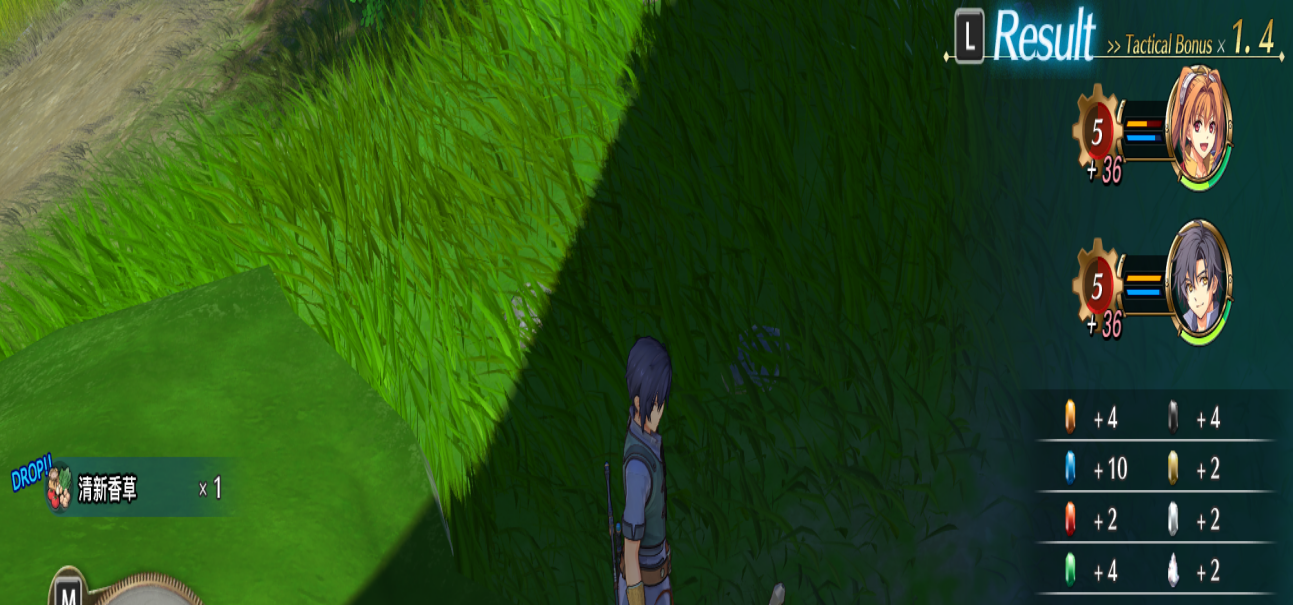 L Result >> Tactical Bonus × 1.4
5
+36
5
+36
+4 +4
+10 +2
+2 +2
+4 +2
DROP!! 清新香草 ×1
M